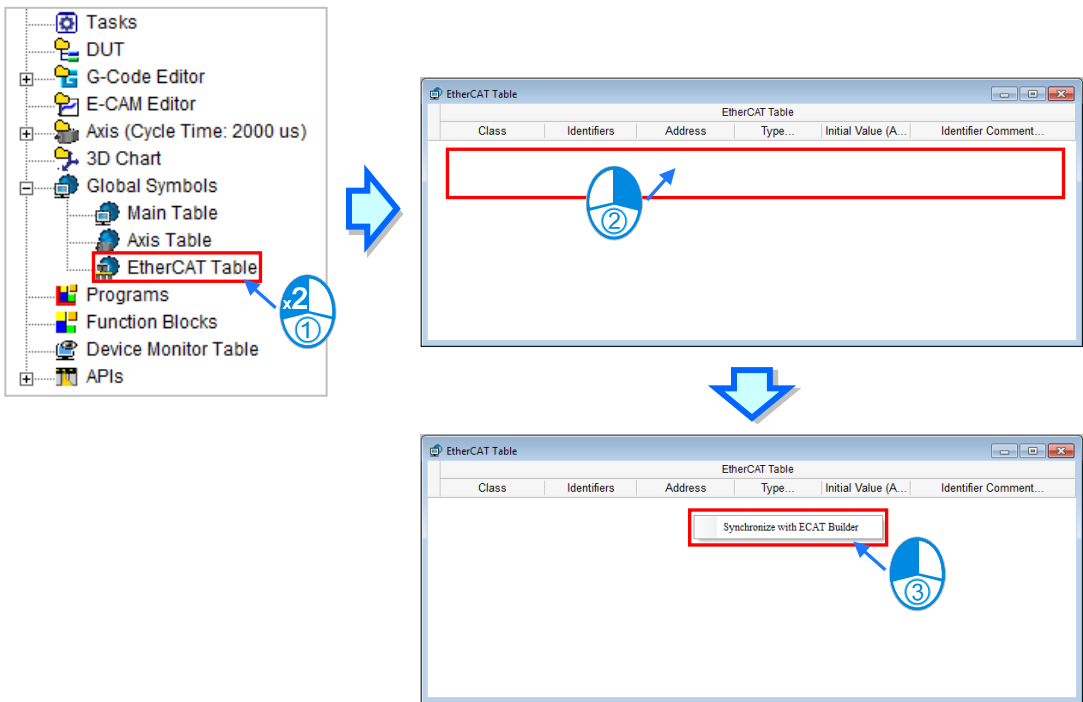 Tasks
DUT
G-Code Editor
E-CAM Editor
Axis (Cycle Time: 2000 us)
3D Chart
Global Symbols
Main Table
Axis Table
EtherCAT Table
Programs
Function Blocks
Device Monitor Table
APIs
x2
1
EtherCAT Table
EtherCAT Table
Class Identifiers Address Type... Initial Value (A... Identifier Comment...
2
EtherCAT Table
EtherCAT Table
Class Identifiers Address Type... Initial Value (A... Identifier Comment...
Synchronize with ECAT Builder
3